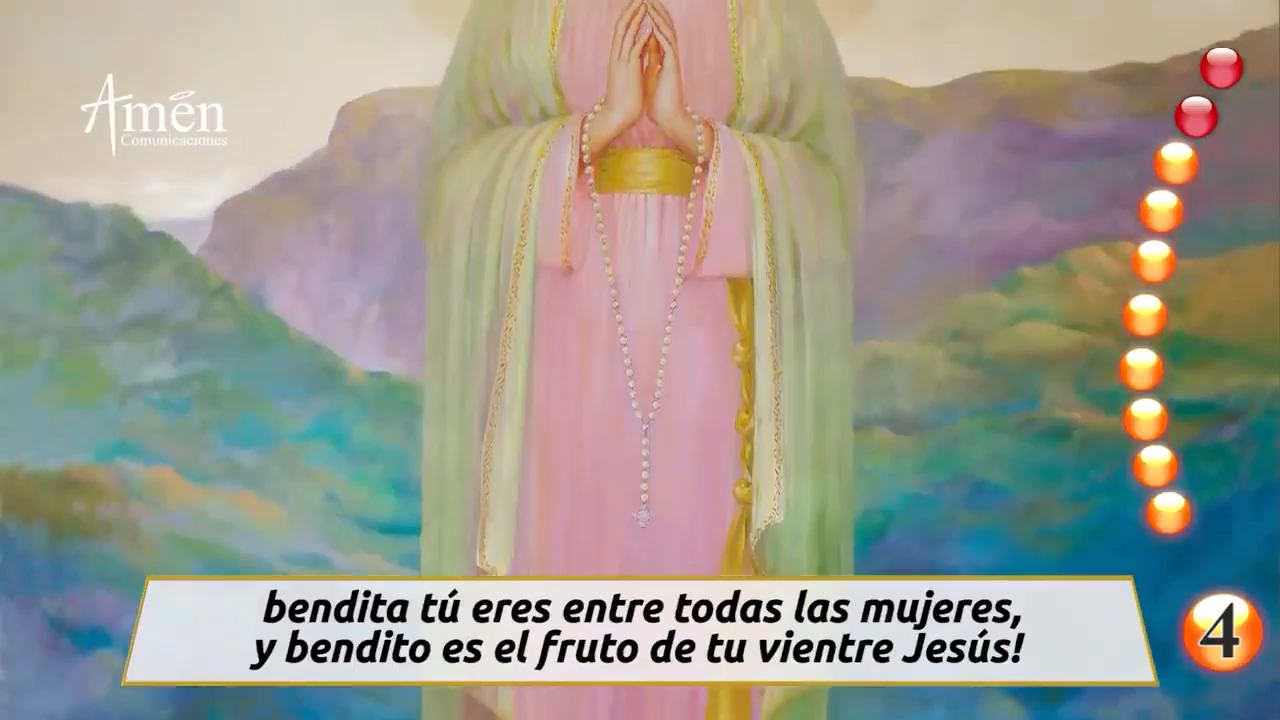 Amén
Comunicaciones
bendita tú eres entre todas las mujeres,
y bendito es el fruto de tu vientre Jesús!
4